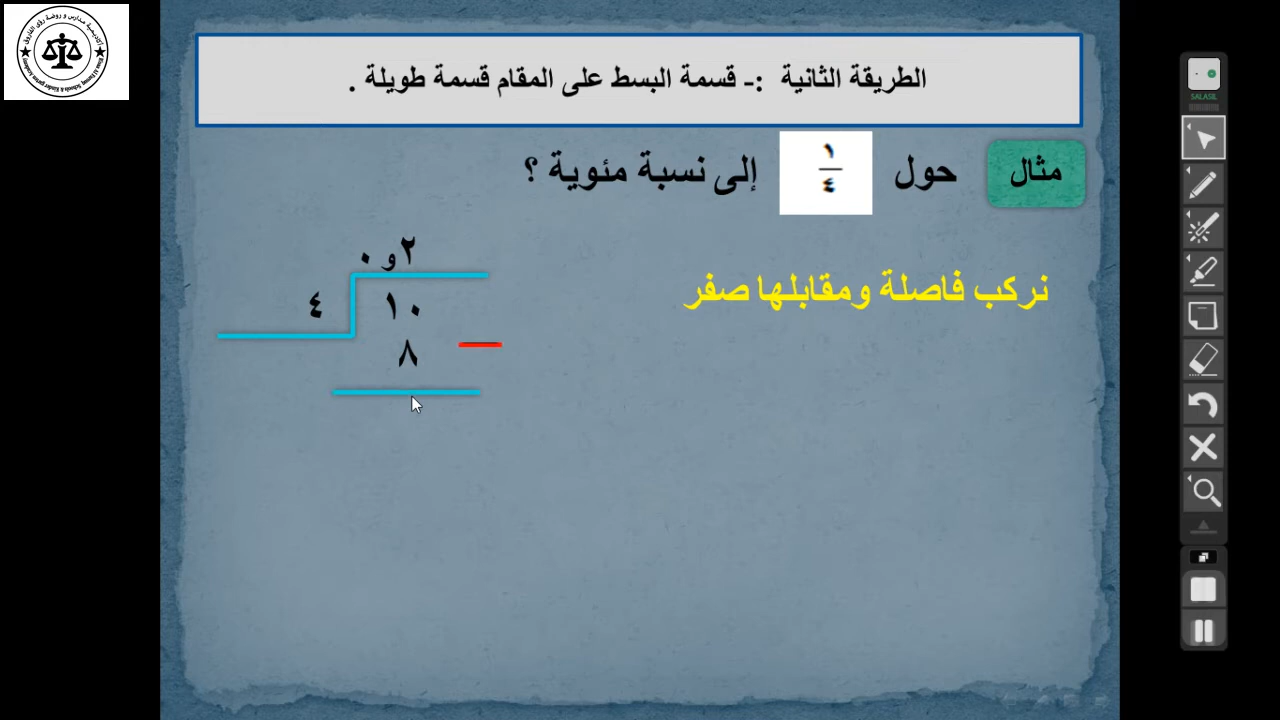 الطريقة الثانية :- قسمة البسط على المقام قسمة طويلة .
مثال حول ١/٤ إلى نسبة مئوية ؟
نركب فاصلة ومقابلها صفر
٠و٢
٤ ١٠
٨
SALASIL